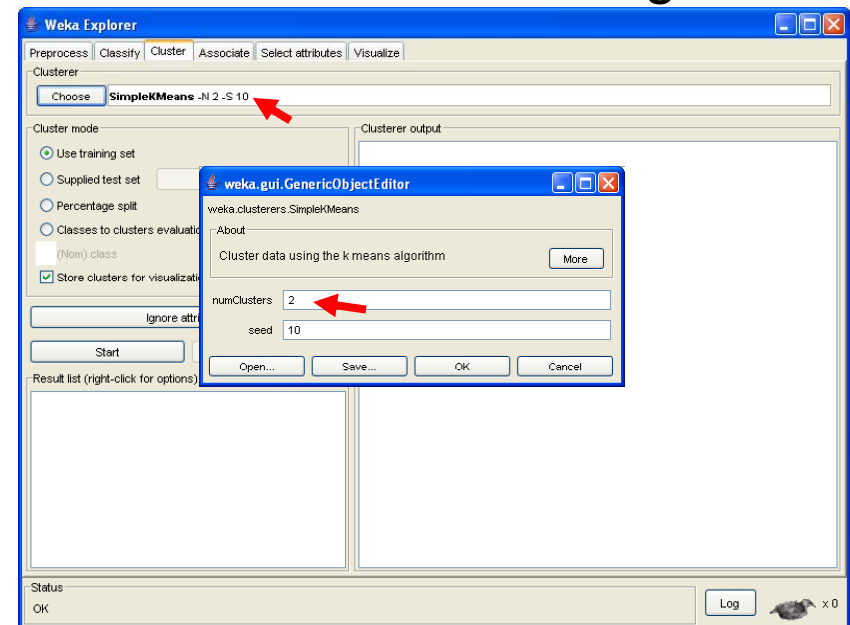 g
Weka Explorer
Preprocess Classify Cluster Associate Select attributes Visualize
Clusterer
Choose SimpleKMeans -N 2 -S 10
Cluster mode
Use training set
Supplied test set
Percentage split
Classes to clusters evaluatio
(Nom) class
Store clusters for visualizati
Ignore attri
Start
Result list (right-click for options)
Clusterer output
weka.gui.GenericObjectEditor
weka.clusterers.SimpleKMeans
About
Cluster data using the k means algorithm
More
numClusters 2
seed 10
Open... Save... OK Cancel
Status
OK
Log x 0